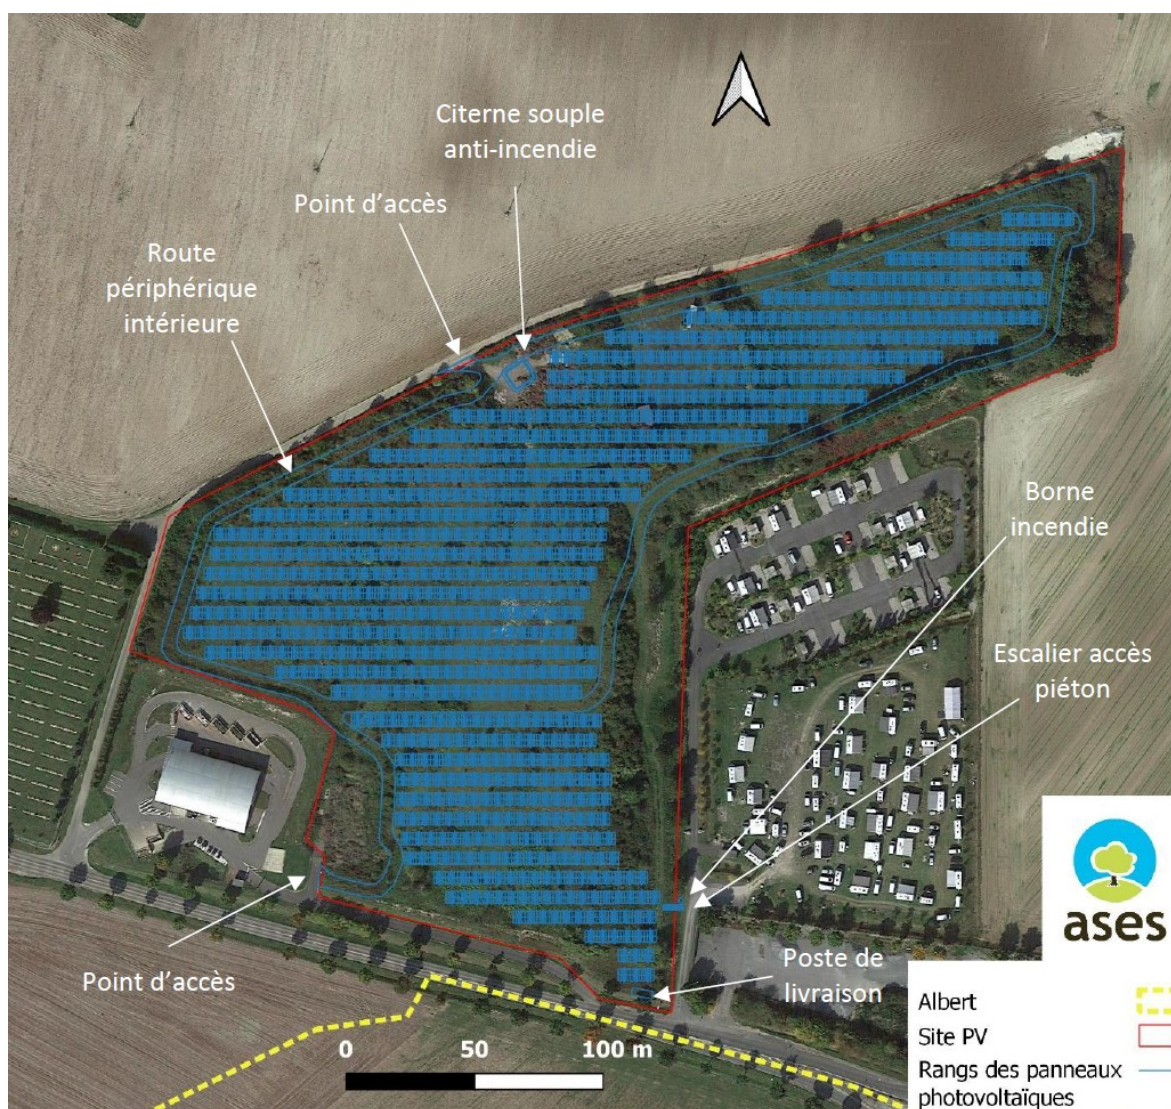 Citerne souple
anti-incendie
Point d'accès
Route
périphérique
intérieure
Borne
incendie
Escalier accès
piéton
Point d'accès
Poste de
livraison
ases
0 50 100 m
Albert
Site PV
Rangs des panneaux
photovoltaïques